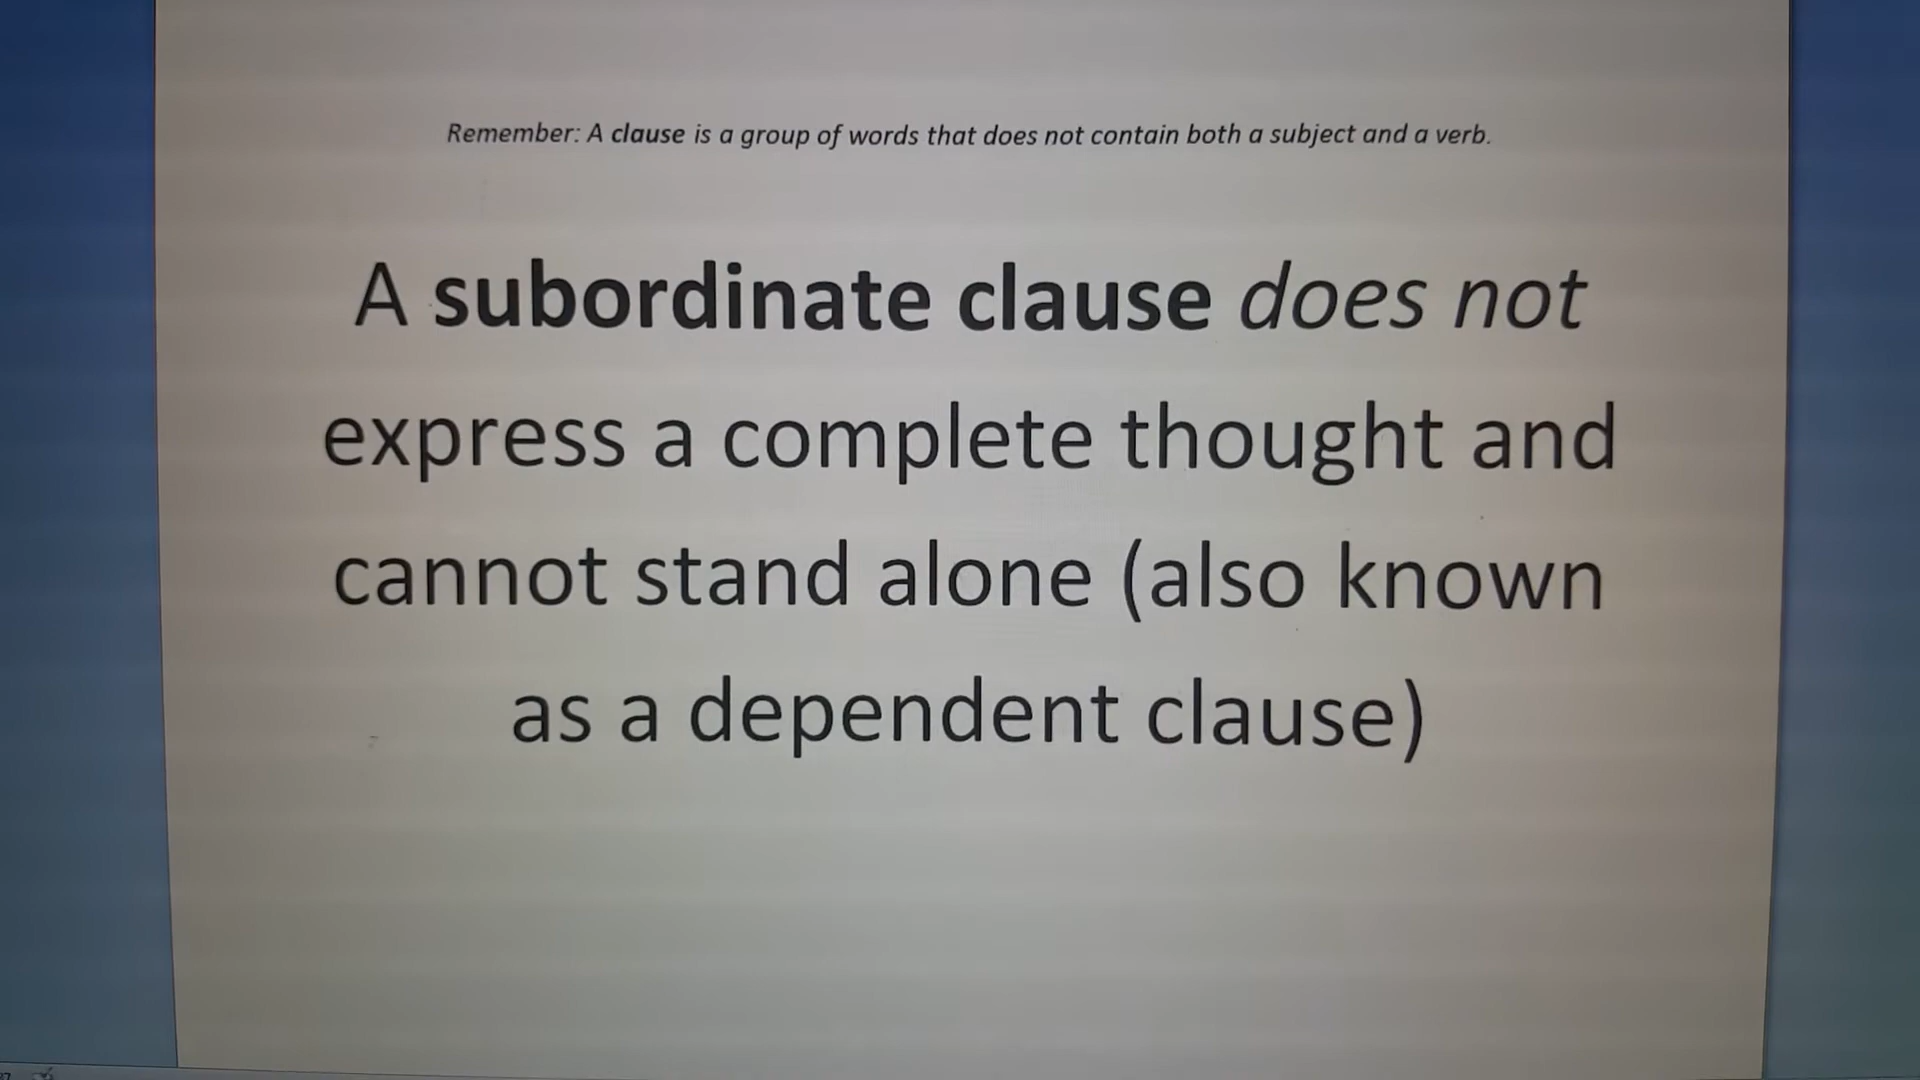 Remember: A clause is a group of words that does not contain both a subject and a verb.
A subordinate clause does not
express a complete thought and
cannot stand alone (also known
as a dependent clause)